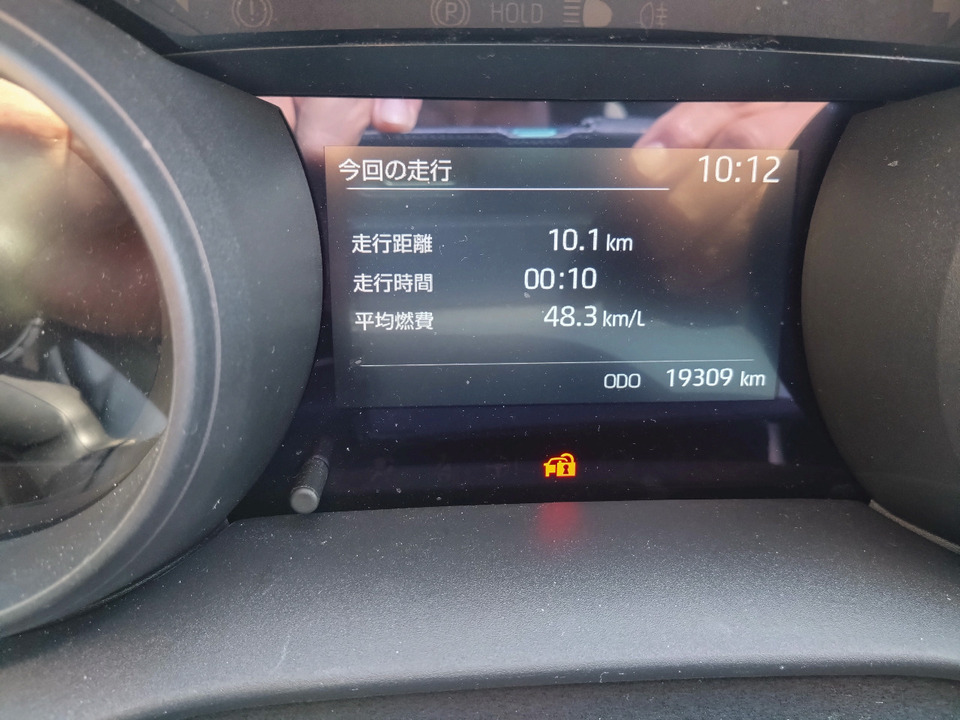 P HOLD
今回の走行 10:12
走行距離 10.1 km
走行時間 00:10
平均燃費 48.3 km/L
ODO 19309 km